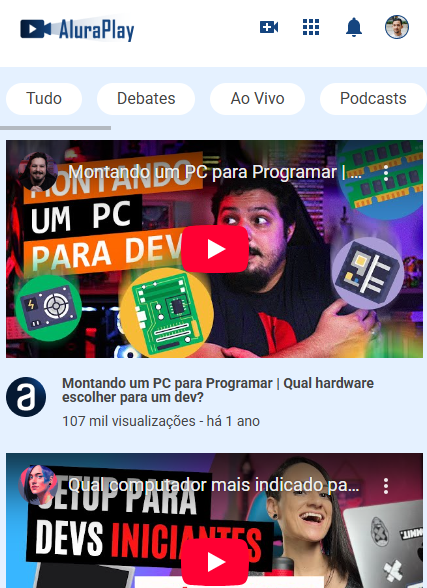 AluraPlay
Tudo
Debates
Ao Vivo
Podcasts
Montando um PC para Programar | ...
MONTANDO
UM PC
PARA DEV
Montando um PC para Programar | Qual hardware
escolher para um dev?
107 mil visualizações - há 1 ano
Qual computador mais indicado pa...
SETUP PARA
DEVS INICIANTES